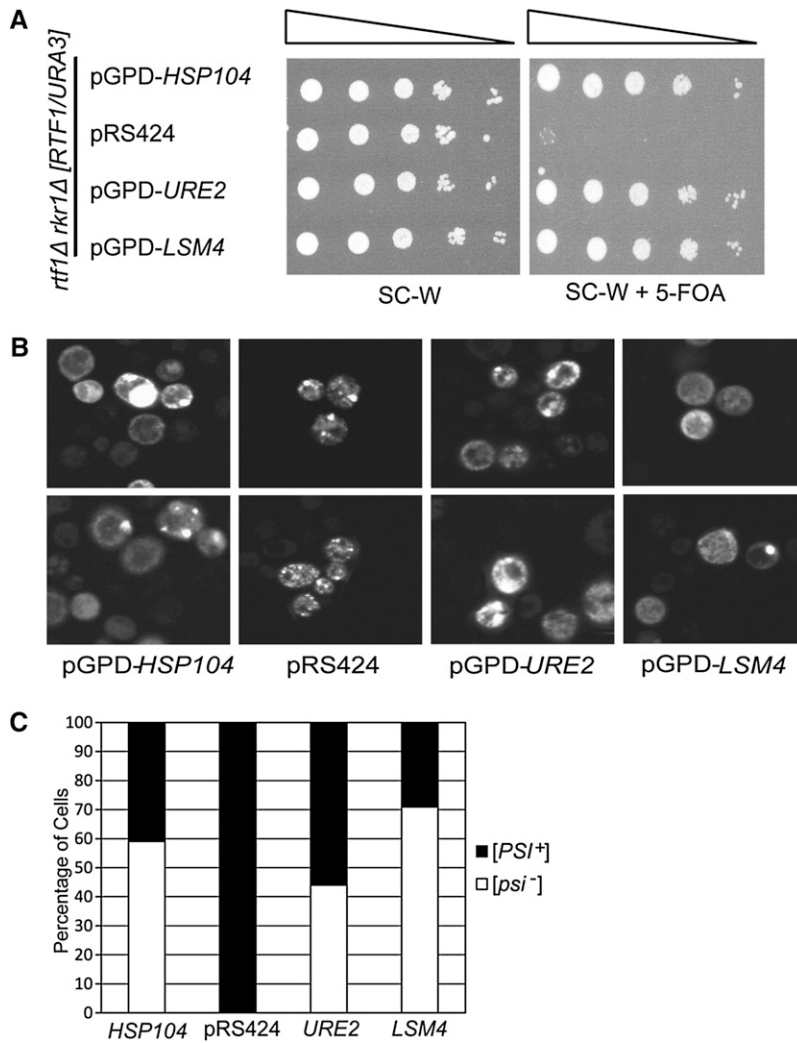 A
rtf1Δ rkr1Δ [RTF1/URA3]
pGPD-HSP104
pRS424
pGPD-URE2
pGPD-LSM4
SC-W
SC-W + 5-FOA
B
pGPD-HSP104
pRS424
pGPD-URE2
pGPD-LSM4
C
Percentage of Cells
100
90
80
70
60
50
40
30
20
10
0
HSP104
pRS424
URE2
LSM4
[PSI⁺]
[psi⁻]